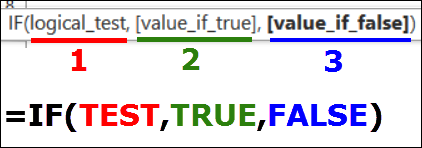 IF(logical_test, [value_if_true], [value_if_false])
1 2 3
=IF(TEST,TRUE,FALSE)